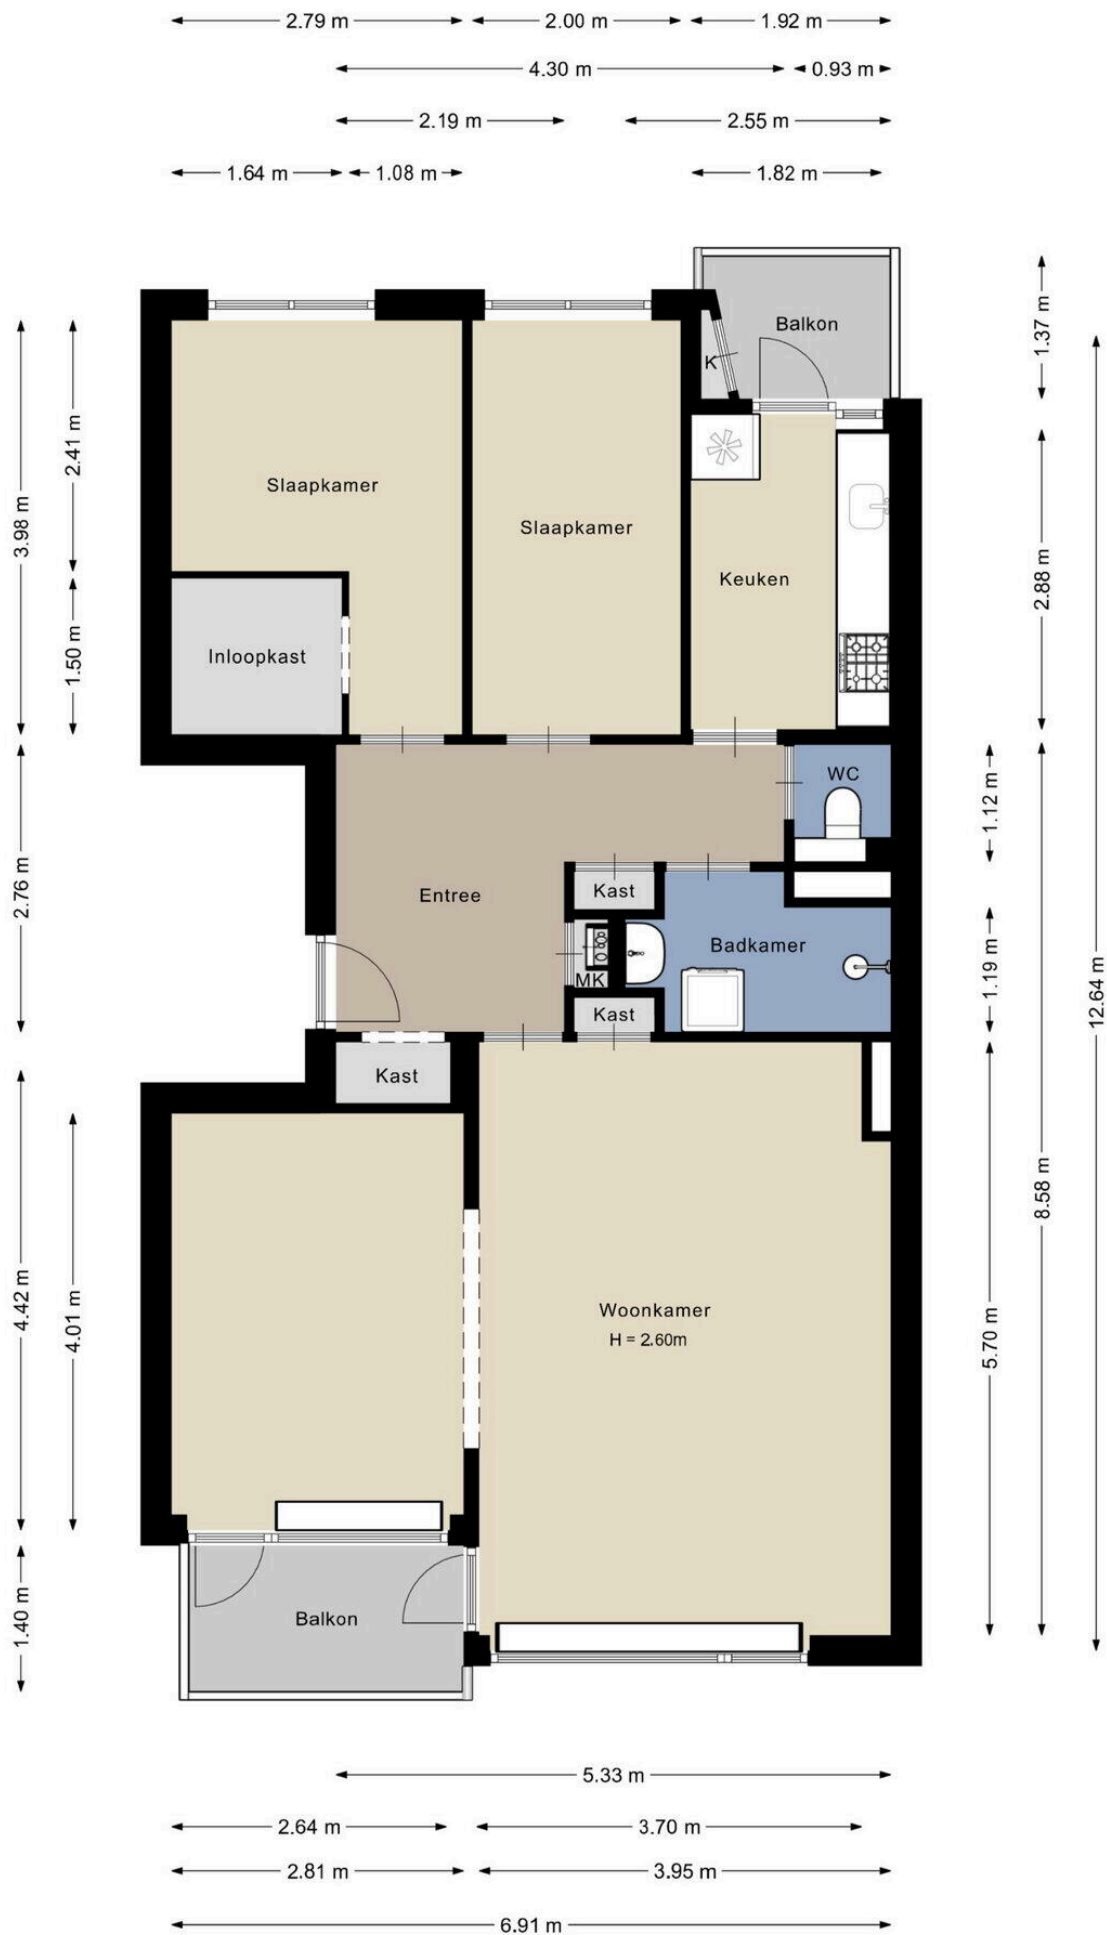 2.79 m 2.00 m 1.92 m
4.30 m 0.93 m
2.19 m 2.55 m
1.64 m 1.08 m 1.82 m
Balkon
1.37 m
K
2.41 m
Slaapkamer
3.98 m
Slaapkamer
Keuken
2.88 m
1.50 m
Inloopkast
WC
1.12 m
2.76 m
Entree
Kast
Badkamer
1.19 m
MK
12.64 m
Kast
Kast
8.58 m
4.42 m
4.01 m
Woonkamer
H = 2.60m
5.70 m
1.40 m
Balkon
5.33 m
2.64 m 3.70 m
2.81 m 3.95 m
6.91 m